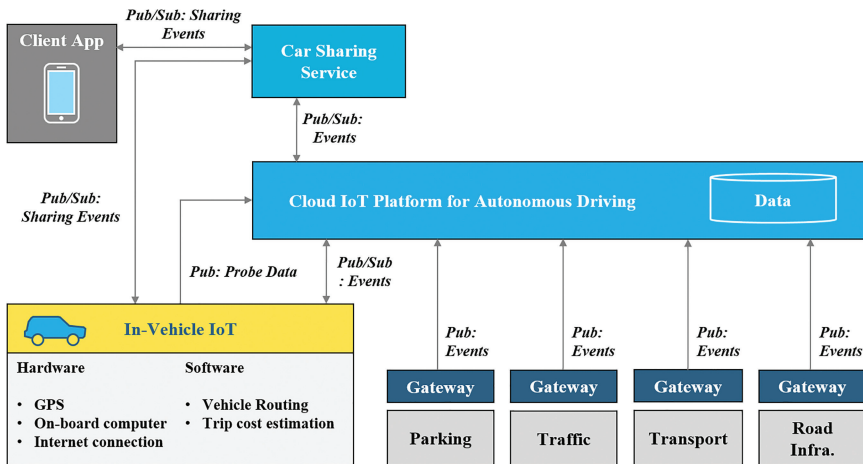 Client App
Pub/Sub: Sharing
Events
Car Sharing
Service
Pub/Sub:
Events
Pub/Sub:
Sharing Events
Cloud IoT Platform for Autonomous Driving
Data
Pub: Probe Data
Pub/Sub
: Events
In-Vehicle IoT
Hardware
• GPS
• On-board computer
• Internet connection
Software
• Vehicle Routing
• Trip cost estimation
Pub:
Events
Pub:
Events
Pub:
Events
Pub:
Events
Gateway
Gateway
Gateway
Gateway
Parking
Traffic
Transport
Road
Infra.